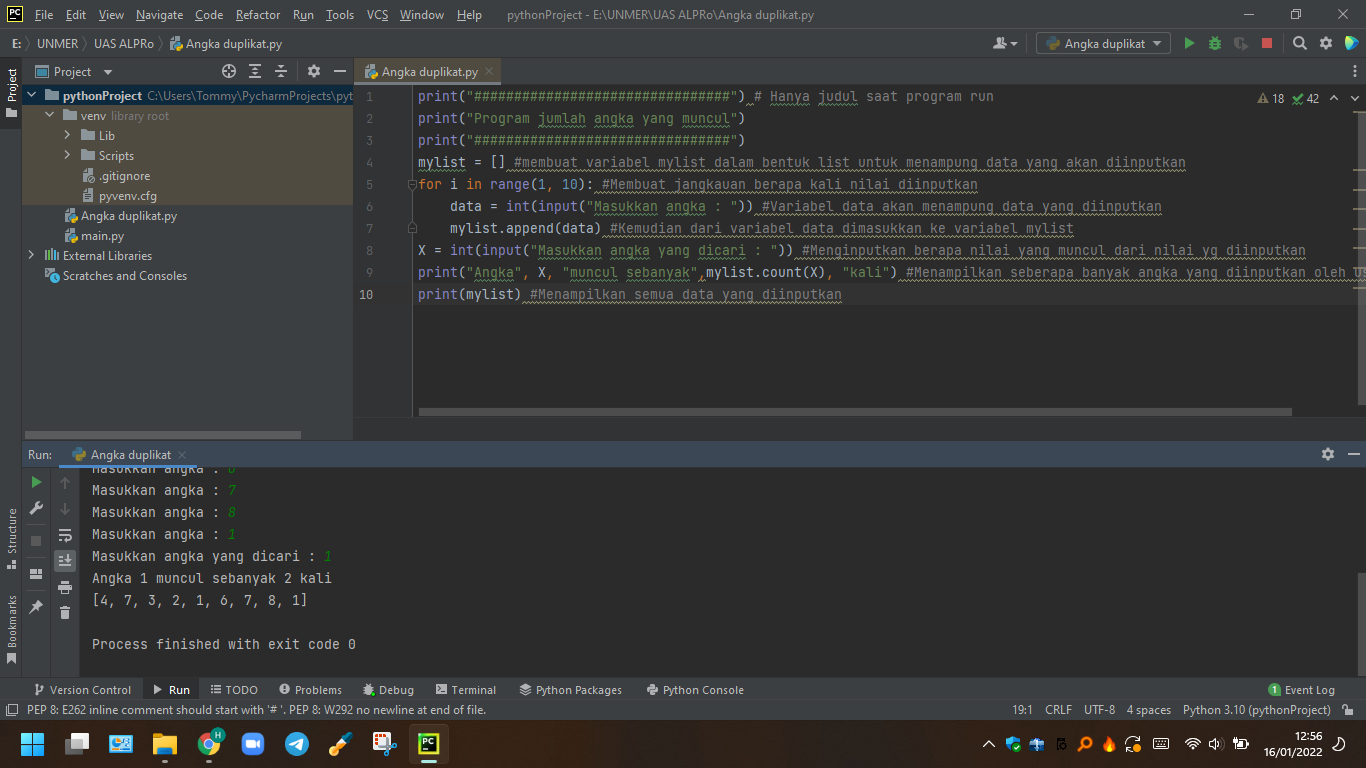 PC File Edit View Navigate Code Refactor Run Tools VCS Window Help pythonProject - E:\UNMER\UAS ALPRo\Angka duplikat.py
E: UNMER UAS ALPRo Angka duplikat.py Angka duplikat
Project Angka duplikat.py
Project
pythonProject C:\Users\Tommy\PycharmProjects\pyt
venv library root
Lib
Scripts
.gitignore
pyvenv.cfg
Angka duplikat.py
main.py
External Libraries
Scratches and Consoles
18 42
1 print("################################") # Hanya judul saat program run
2 print("Program jumlah angka yang muncul")
3 print("################################")
4 mylist = [] #membuat variabel mylist dalam bentuk list untuk menampung data yang akan diinputkan
5 for i in range(1, 10): #Membuat jangkauan berapa kali nilai diinputkan
6 data = int(input("Masukkan angka : ")) #Variabel data akan menampung data yang diinputkan
7 mylist.append(data) #Kemudian dari variabel data dimasukkan ke variabel mylist
8 X = int(input("Masukkan angka yang dicari : ")) #Menginputkan berapa nilai yang muncul dari nilai yg diinputkan
9 print("Angka", X, "muncul sebanyak",mylist.count(X), "kali") #Menampilkan seberapa banyak angka yang diinputkan oleh us
10 print(mylist) #Menampilkan semua data yang diinputkan
Run: Angka duplikat
Masukkan angka : 6
Masukkan angka : 7
Masukkan angka : 8
Masukkan angka : 1
Masukkan angka yang dicari : 1
Angka 1 muncul sebanyak 2 kali
[4, 7, 3, 2, 1, 6, 7, 8, 1]
Process finished with exit code 0
Structure
Bookmarks
Version Control Run TODO Problems Debug Terminal Python Packages Python Console 1 Event Log
PEP 8: E262 inline comment should start with '# '. PEP 8: W292 no newline at end of file. 19:1 CRLF UTF-8 4 spaces Python 3.10 (pythonProject)
H PC 12:56
16/01/2022